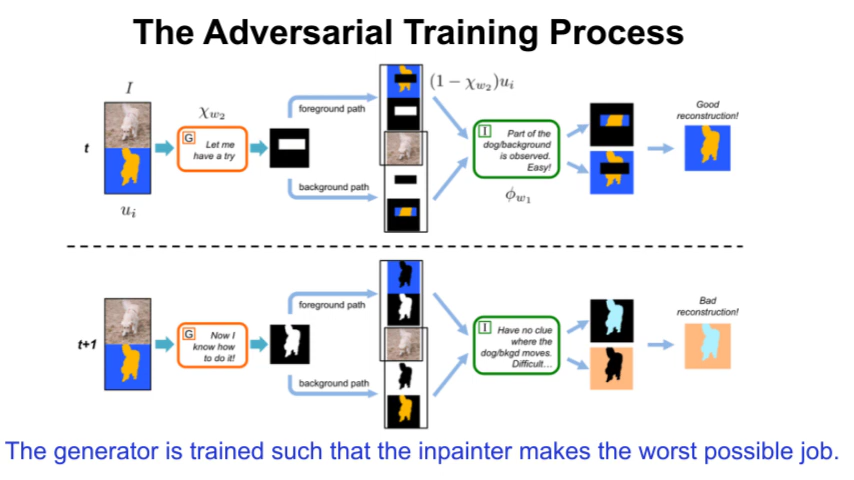 The Adversarial Training Process
I
χ_{w_2}
(1 − χ_{w_2})u_i
t
G Let me
have a try
foreground path
background path
I Part of the
dog/background
is observed.
Easy!
Good
reconstruction!
u_i
ϕ_{w_1}
t+1
G Now I
know how
to do it!
foreground path
background path
I Have no clue
where the
dog/bkgd moves.
Difficult...
Bad
reconstruction!
The generator is trained such that the inpainter makes the worst possible job.